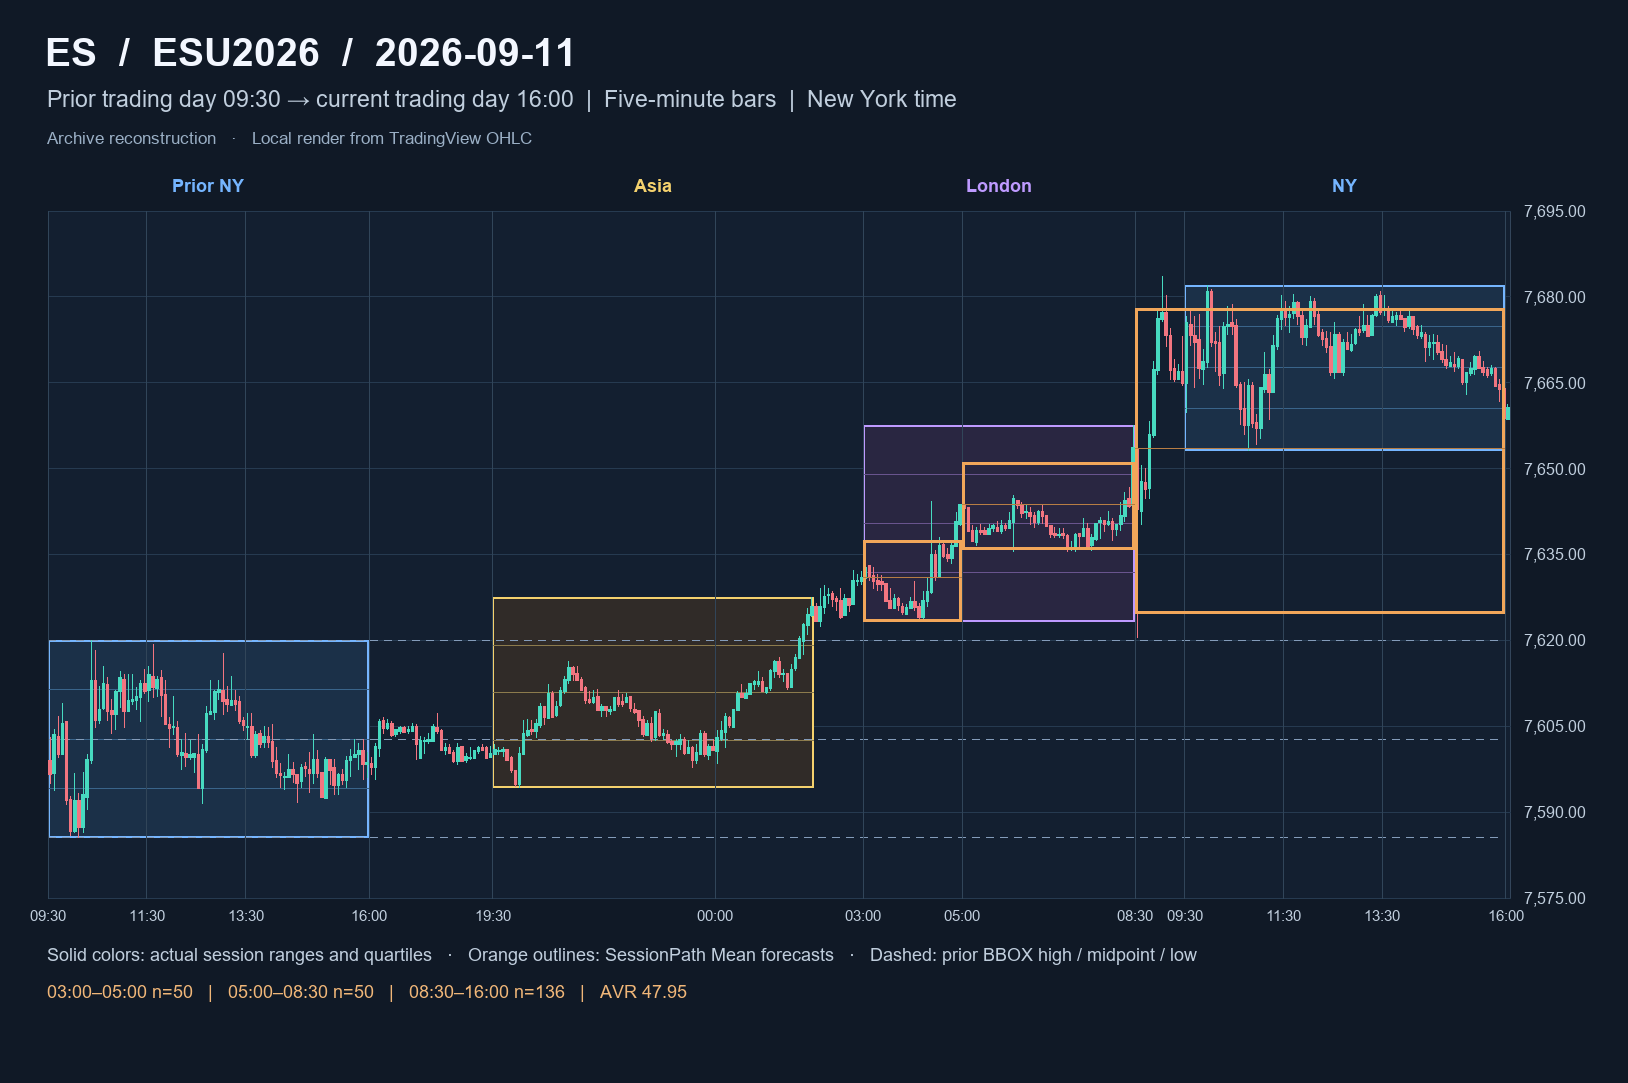 ES / ESU2026 / 2026-09-11
Prior trading day 09:30 → current trading day 16:00 | Five-minute bars | New York time
Archive reconstruction · Local render from TradingView OHLC
Prior NY Asia London NY
7,695.00
7,680.00
7,665.00
7,650.00
7,635.00
7,620.00
7,605.00
7,590.00
7,575.00
09:30 11:30 13:30 16:00 19:30 00:00 03:00 05:00 08:30 09:30 11:30 13:30 16:00
Solid colors: actual session ranges and quartiles · Orange outlines: SessionPath Mean forecasts · Dashed: prior BBOX high / midpoint / low
03:00–05:00 n=50 | 05:00–08:30 n=50 | 08:30–16:00 n=136 | AVR 47.95